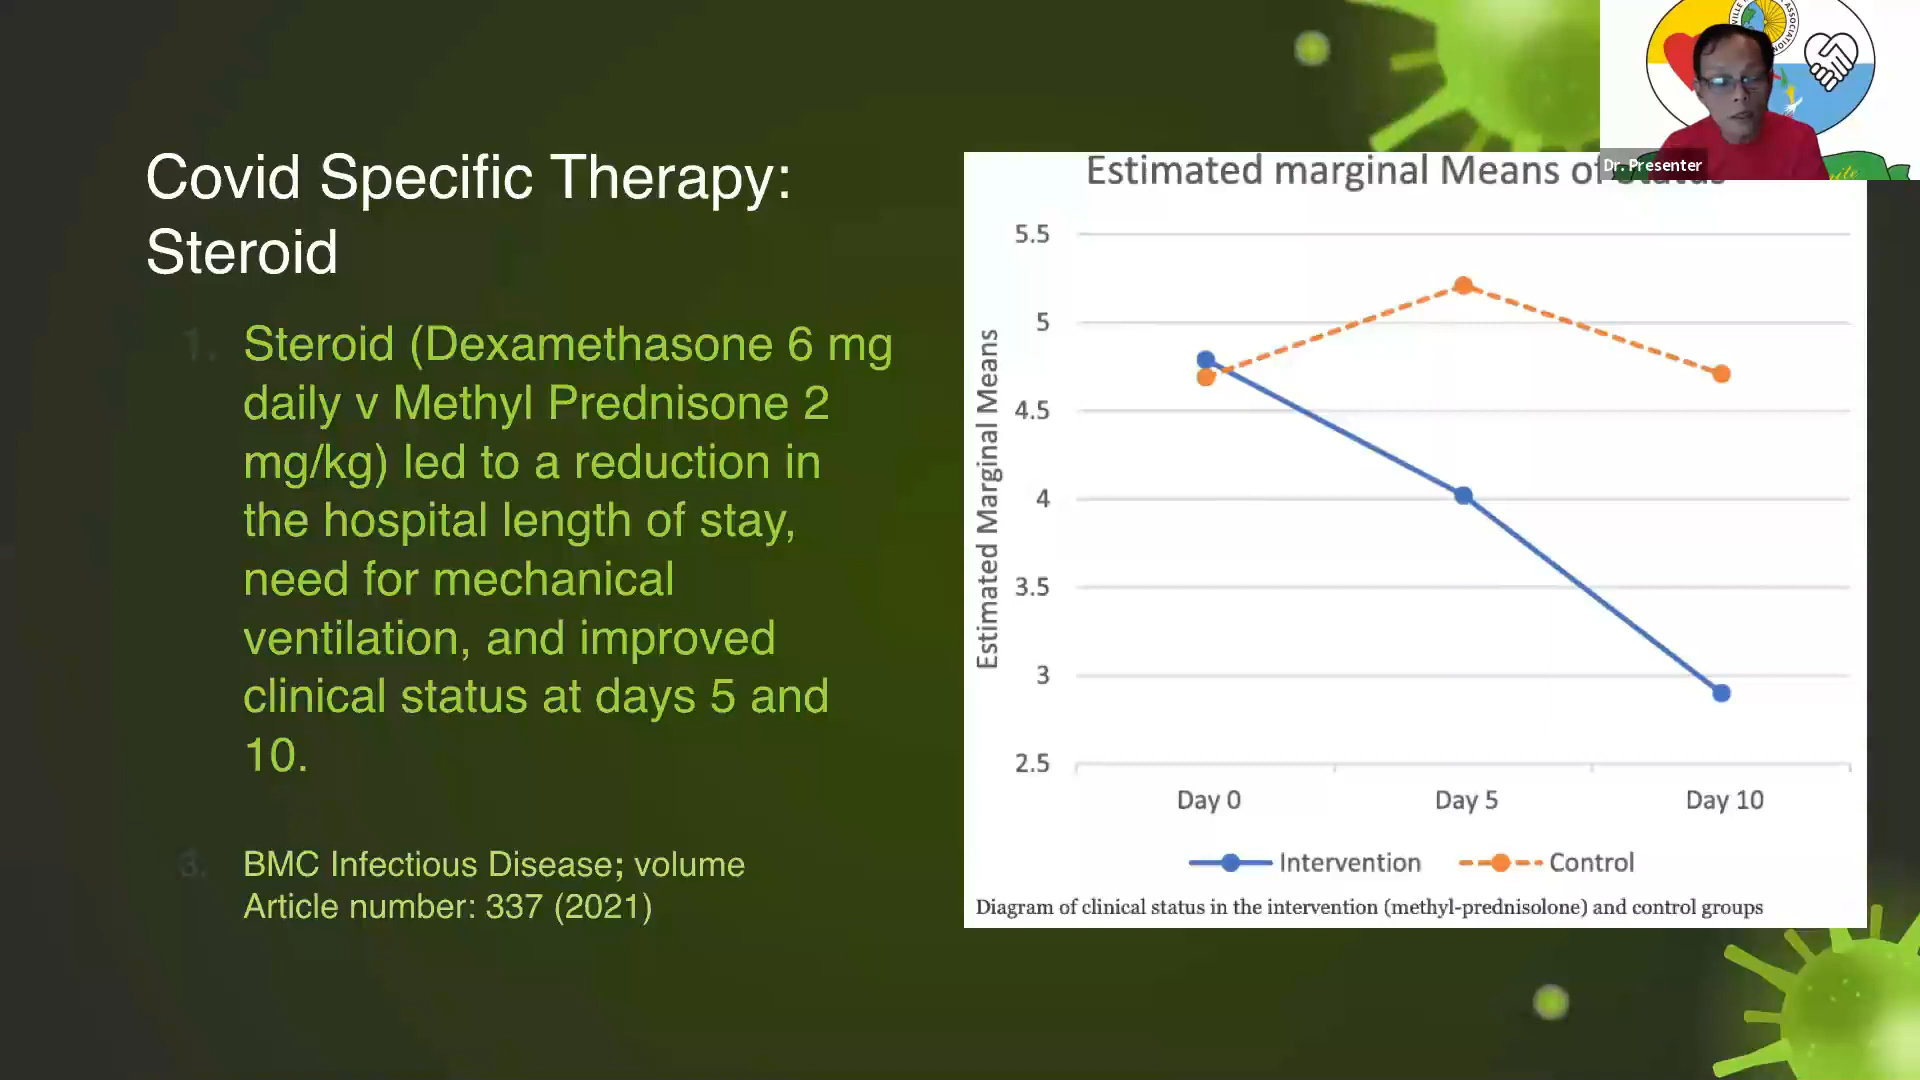 Covid Specific Therapy:
Steroid
1. Steroid (Dexamethasone 6 mg
daily v Methyl Prednisone 2
mg/kg) led to a reduction in
the hospital length of stay,
need for mechanical
ventilation, and improved
clinical status at days 5 and
10.
3. BMC Infectious Disease; volume
Article number: 337 (2021)
Estimated marginal Means of Status
Estimated Marginal Means
5.5
5
4.5
4
3.5
3
2.5
Day 0 Day 5 Day 10
Intervention Control
Diagram of clinical status in the intervention (methyl-prednisolone) and control groups
Dr. Presenter
ASSOCIATION